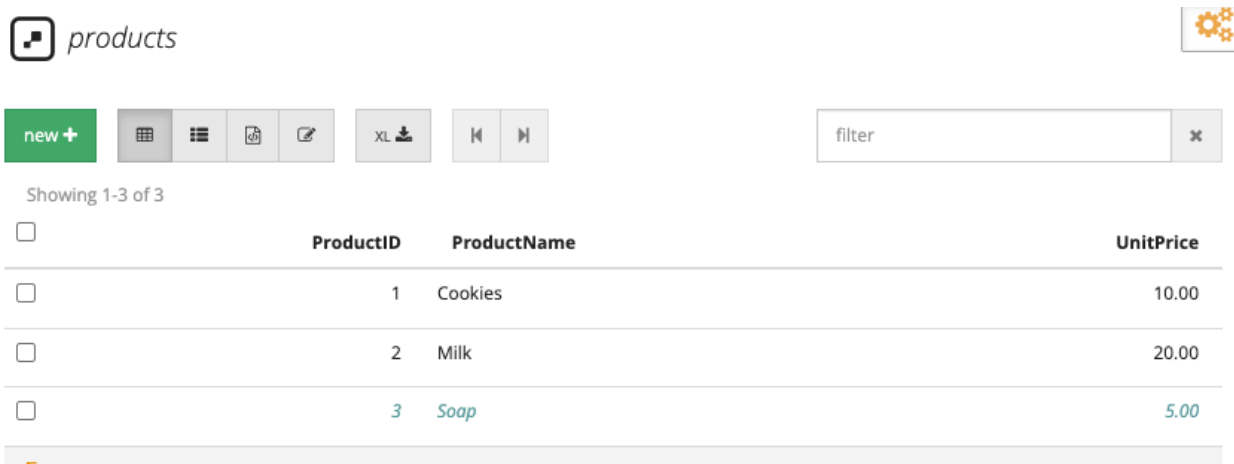 products
new
XL
filter
Showing 1-3 of 3
ProductID ProductName UnitPrice
1 Cookies 10.00
2 Milk 20.00
3 Soap 5.00